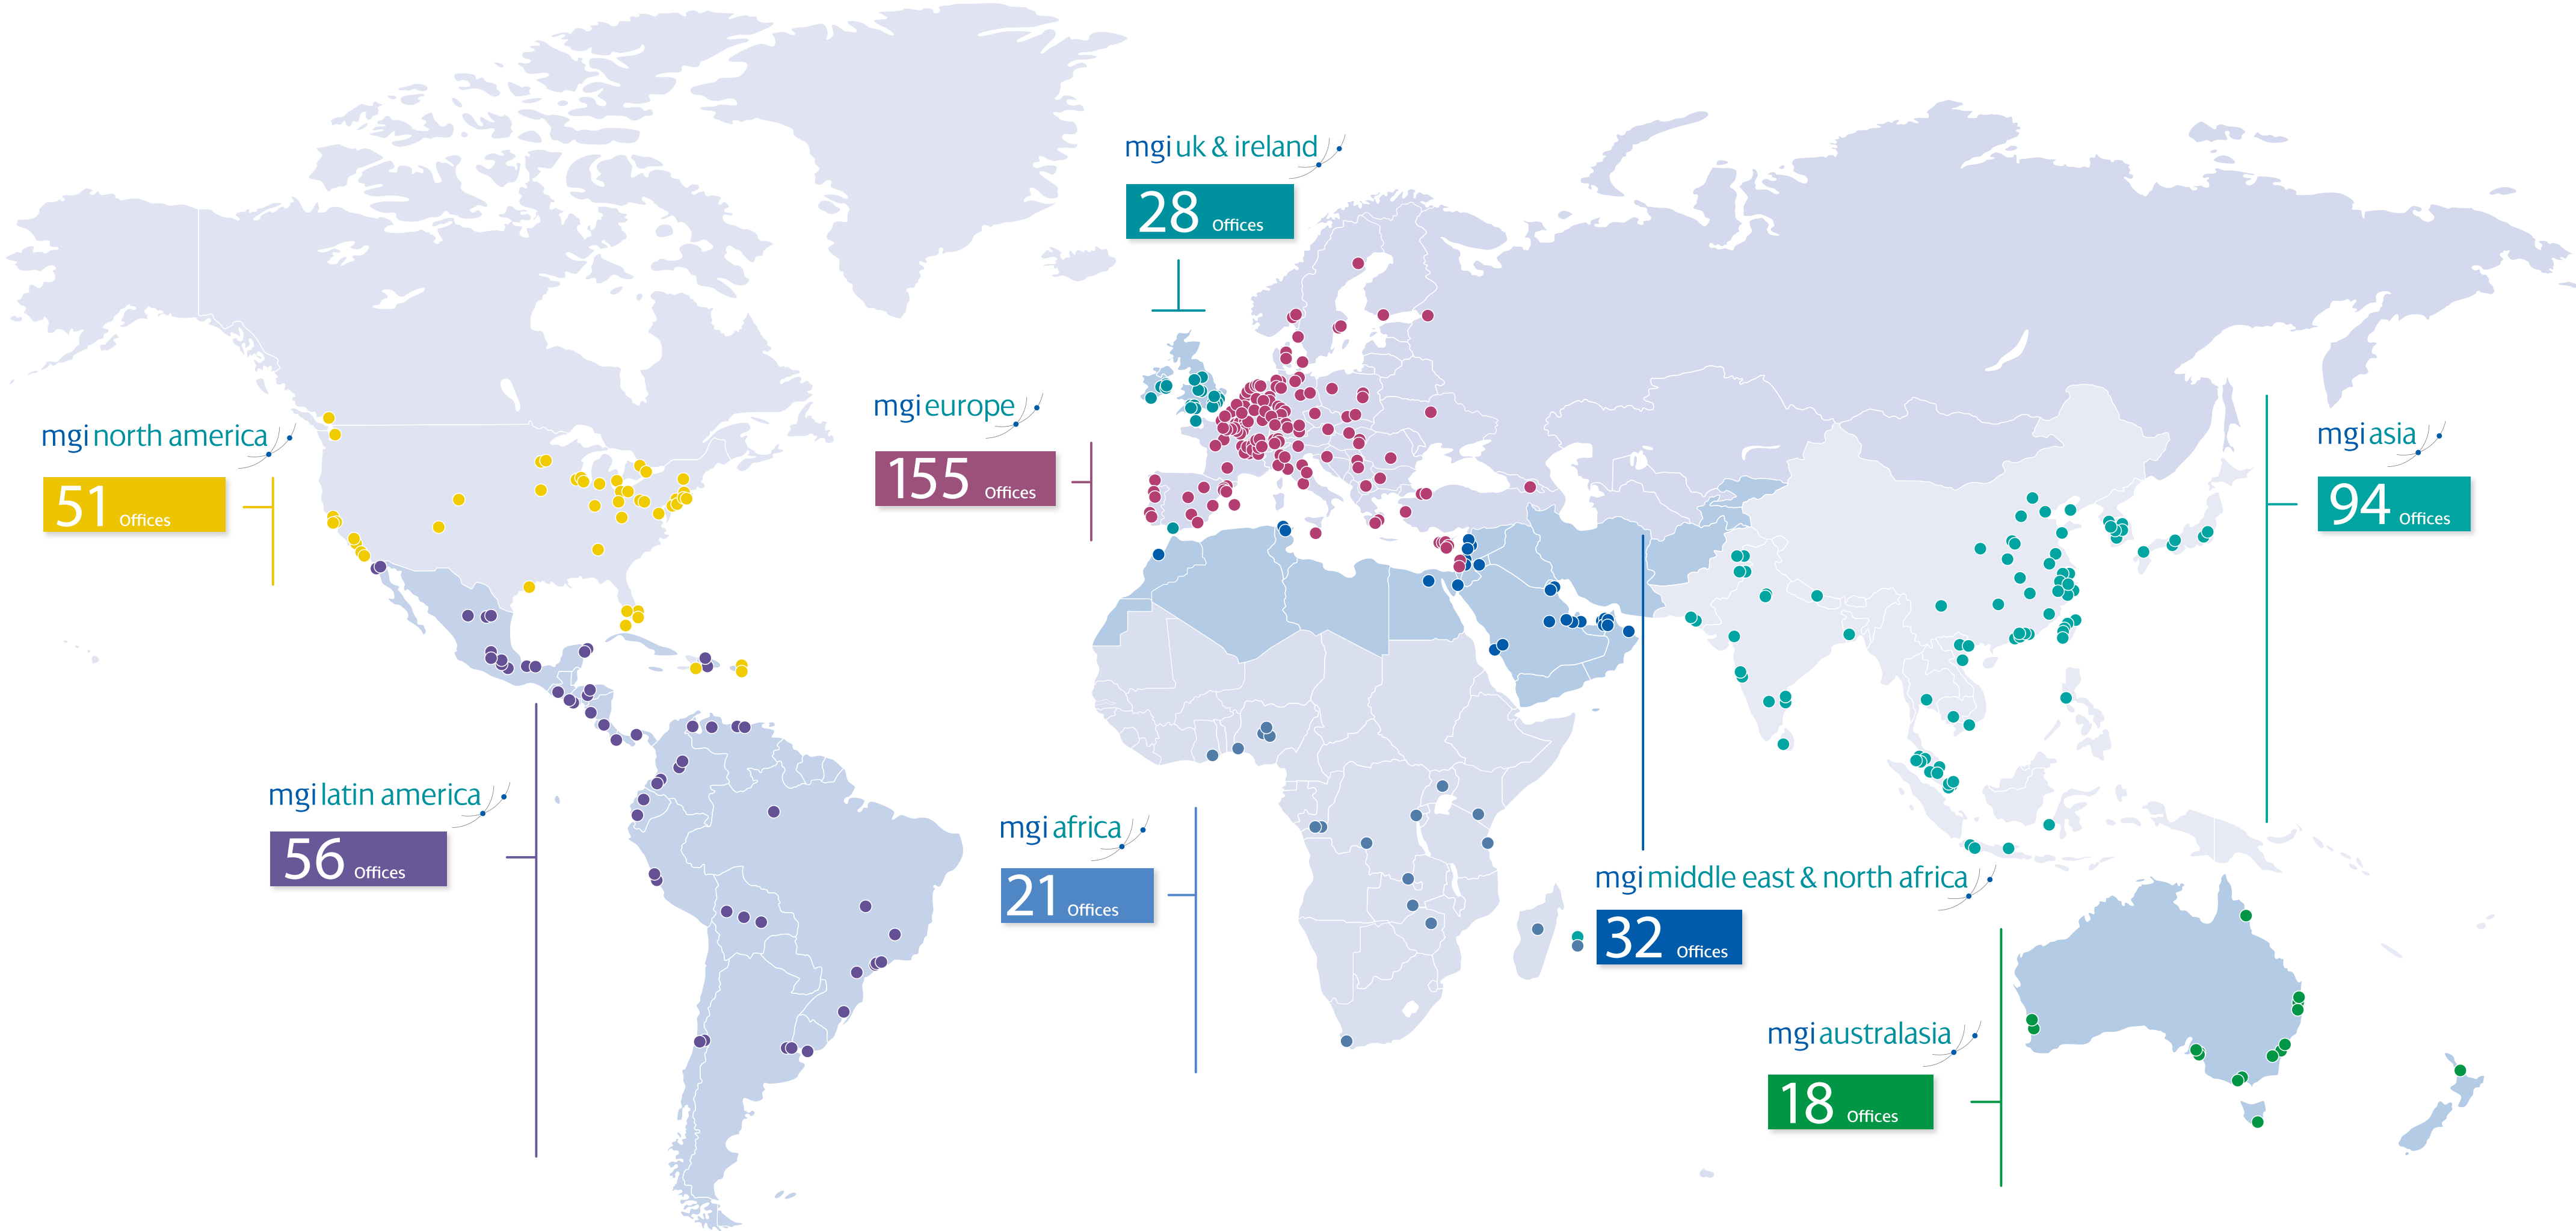 mgi uk & ireland
28 Offices
mgi europe
155 Offices
mgi north america
51 Offices
mgi asia
94 Offices
mgi latin america
56 Offices
mgi africa
21 Offices
mgi middle east & north africa
32 Offices
mgi australasia
18 Offices